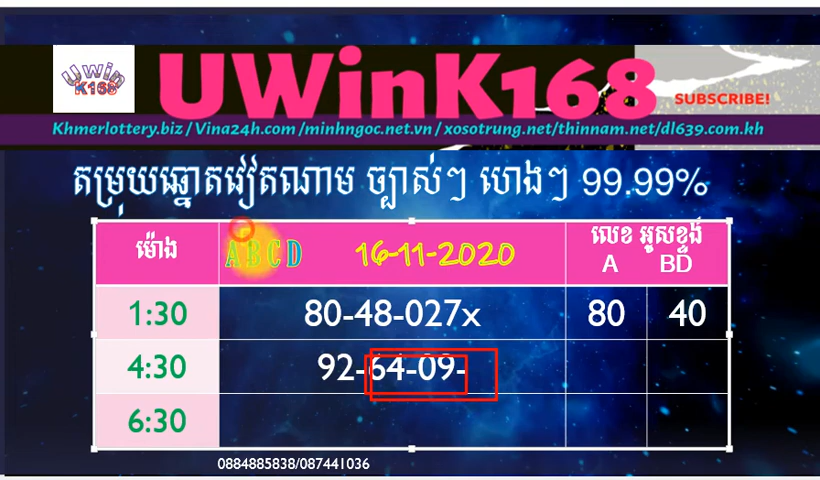 UWin
K168
UWinK168
SUBSCRIBE!
Khmerlottery.biz / Vina24h.com /minhngoc.net.vn / xosotrung.net/thinnam.net/dl639.com.kh
តម្រុយឆ្នោតវៀតណាម ច្បាស់ៗ ហេងៗ 99.99%
ម៉ោង
ABCD
16-11-2020
លេខ អូសខ្ទង់
A BD
1:30 80-48-027x 80 40
4:30 92-64-09-
6:30
0884885838/087441036